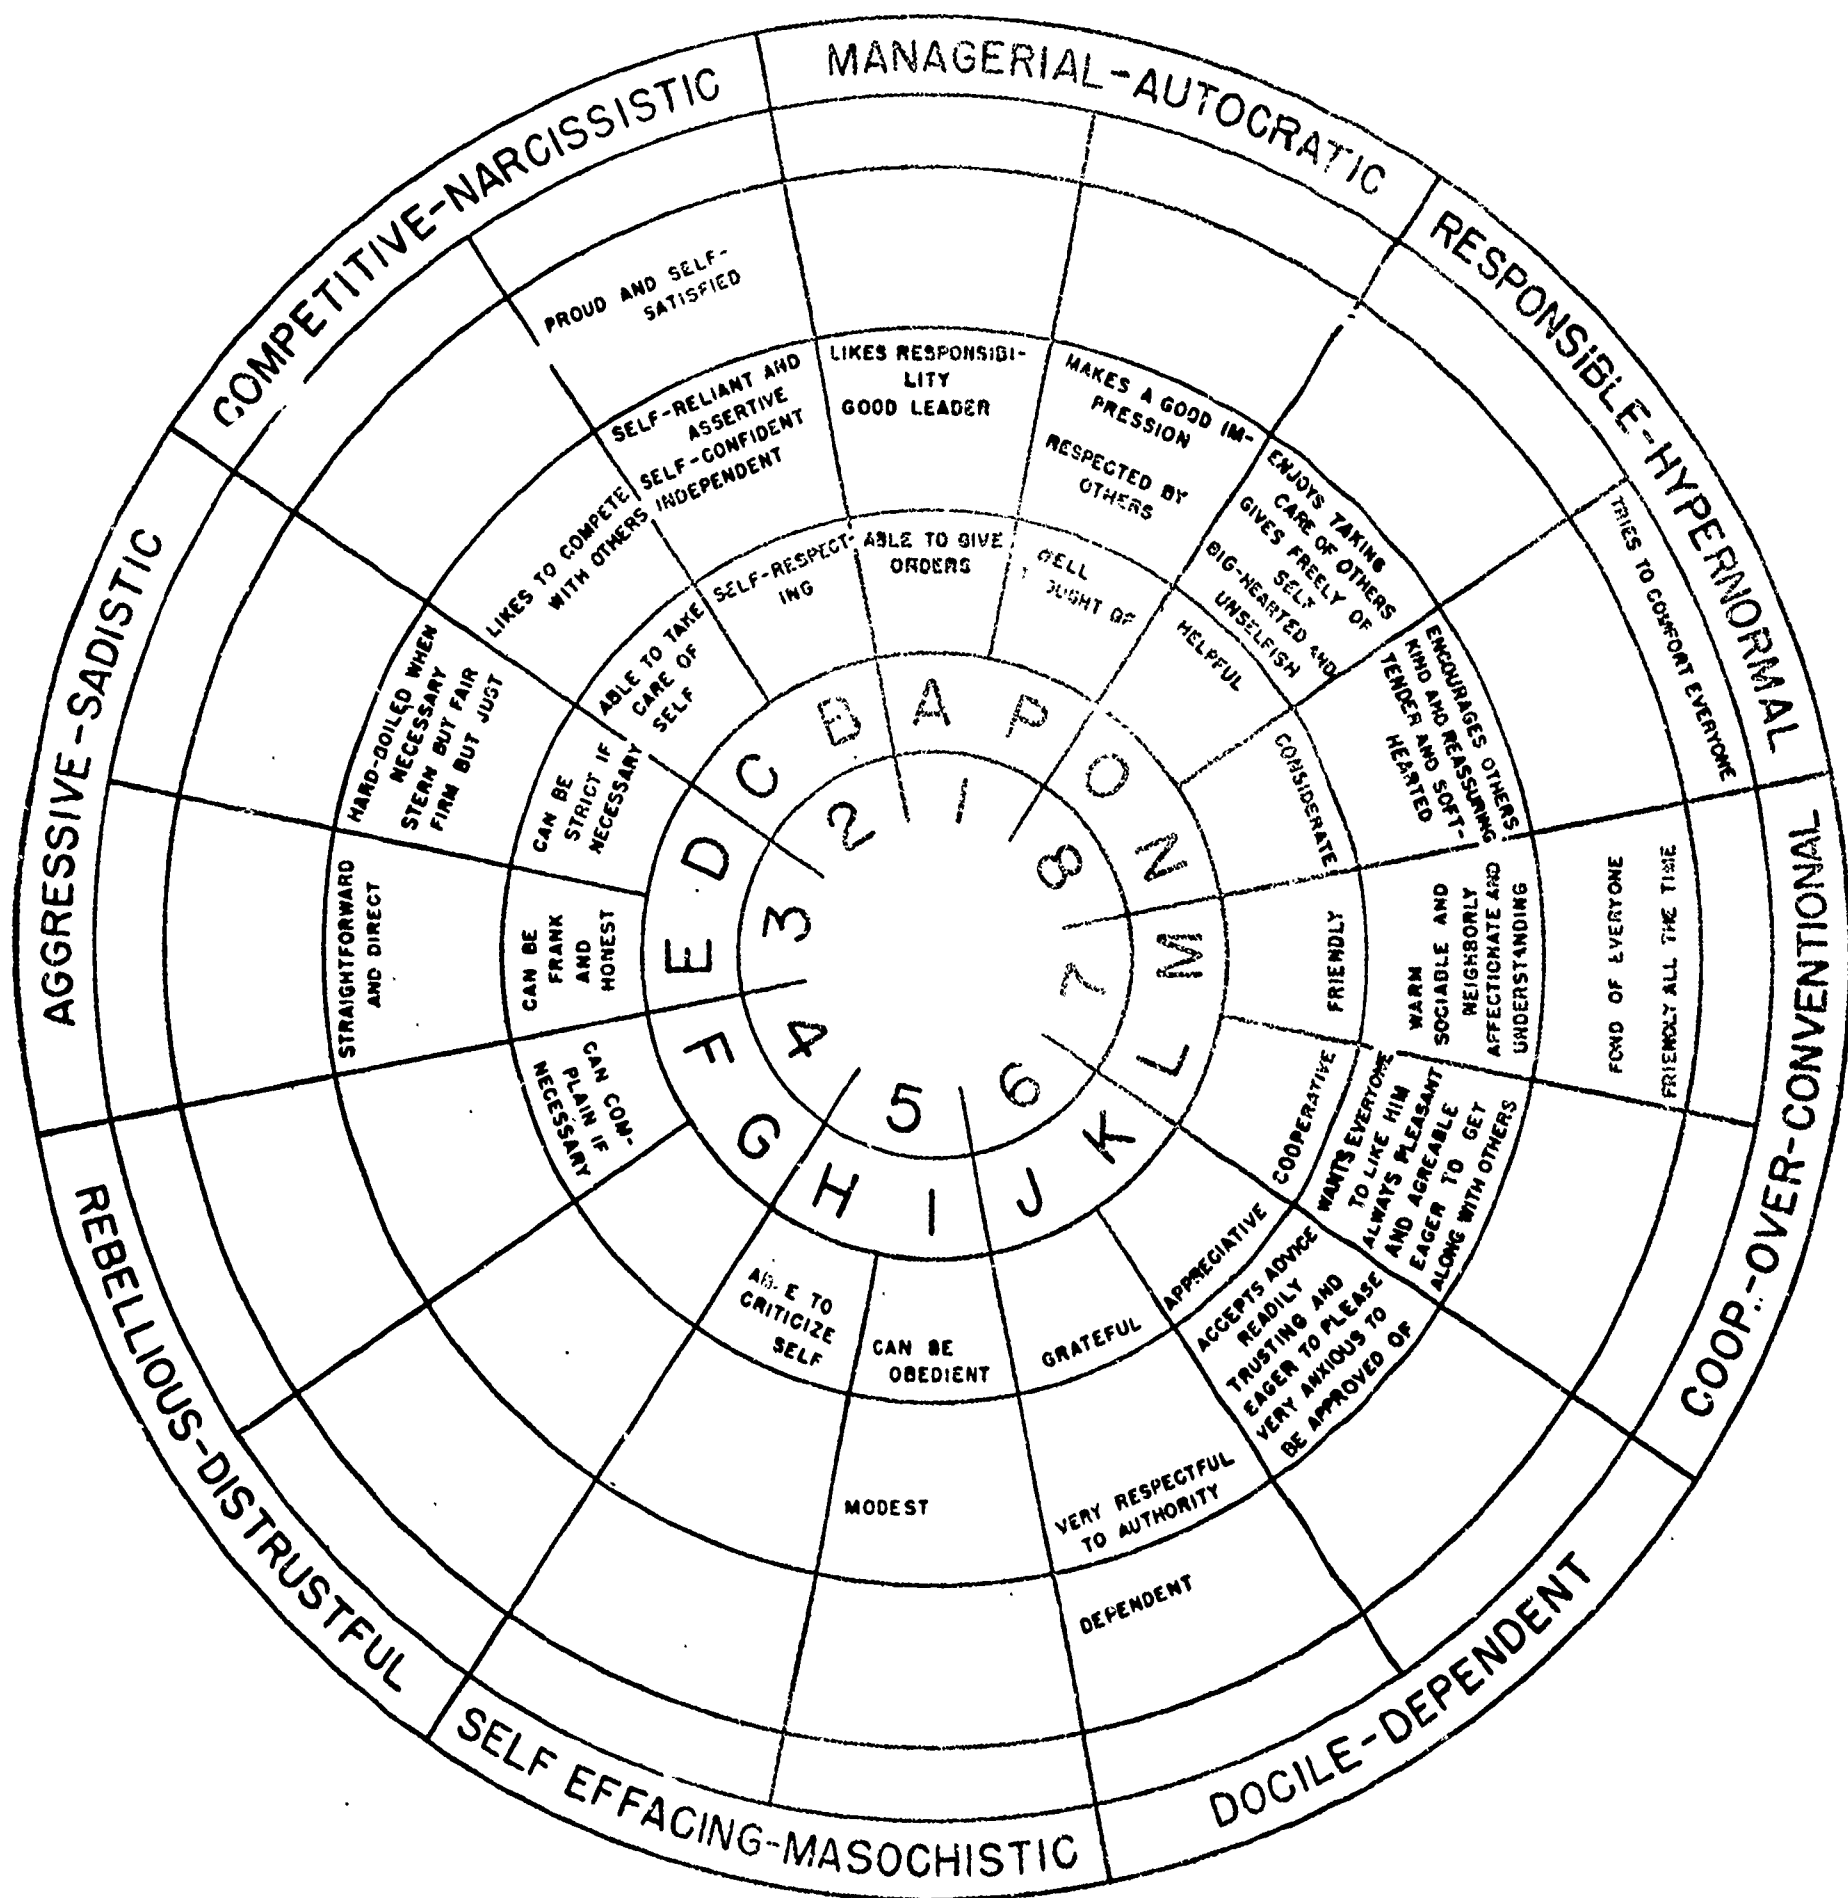 MANAGERIAL-AUTOCRATIC
RESPONSIBLE-HYPERNORMAL
COOP.-OVER-CONVENTIONAL
DOCILE-DEPENDENT
SELF EFFACING-MASOCHISTIC
REBELLIOUS-DISTRUSTFUL
AGGRESSIVE-SADISTIC
COMPETITIVE-NARCISSISTIC
PROUD AND SELF-
SATISFIED
SELF-RELIANT AND
ASSERTIVE
SELF-CONFIDENT
INDEPENDENT
LIKES RESPONSIBI-
LITY
GOOD LEADER
MAKES A GOOD IM-
PRESSION
RESPECTED BY
OTHERS
ENJOYS TAKING
CARE OF OTHERS
GIVES FREELY OF
SELF
BIG-HEARTED AND
UNSELFISH
TRIES TO COMFORT EVERYONE
ENCOURAGES OTHERS
KIND AND REASSURING
TENDER AND SOFT-
HEARTED
FOND OF EVERYONE
FRIENDLY ALL THE TIME
WARM
SOCIABLE AND
NEIGHBORLY
AFFECTIONATE AND
UNDERSTANDING
WANTS EVERYONE
TO LIKE HIM
ALWAYS PLEASANT
AND AGREABLE
EAGER TO GET
ALONG WITH OTHERS
ACCEPTS ADVICE
READILY
TRUSTING AND
EAGER TO PLEASE
VERY ANXIOUS TO
BE APPROVED OF
VERY RESPECTFUL
TO AUTHORITY
DEPENDENT
MODEST
STRAIGHTFORWARD
AND DIRECT
HARD-BOILED WHEN
NECESSARY
STERN BUT FAIR
FIRM BUT JUST
LIKES TO COMPETE
WITH OTHERS
SELF-RESPECT-
ING
ABLE TO GIVE
ORDERS
OF
HELPFUL
CONSIDERATE
FRIENDLY
COOPERATIVE
APPRECIATIVE
GRATEFUL
CAN BE
OBEDIENT
TO
CRITICIZE
SELF
CAN COM-
PLAIN IF
NECESSARY
CAN BE
FRANK
AND
HONEST
CAN BE
STRICT IF
NECESSARY
ABLE TO TAKE
CARE OF
SELF
A
P
O
N
M
L
K
J
I
H
G
F
E
D
C
B
1
8
7
6
5
4
3
2